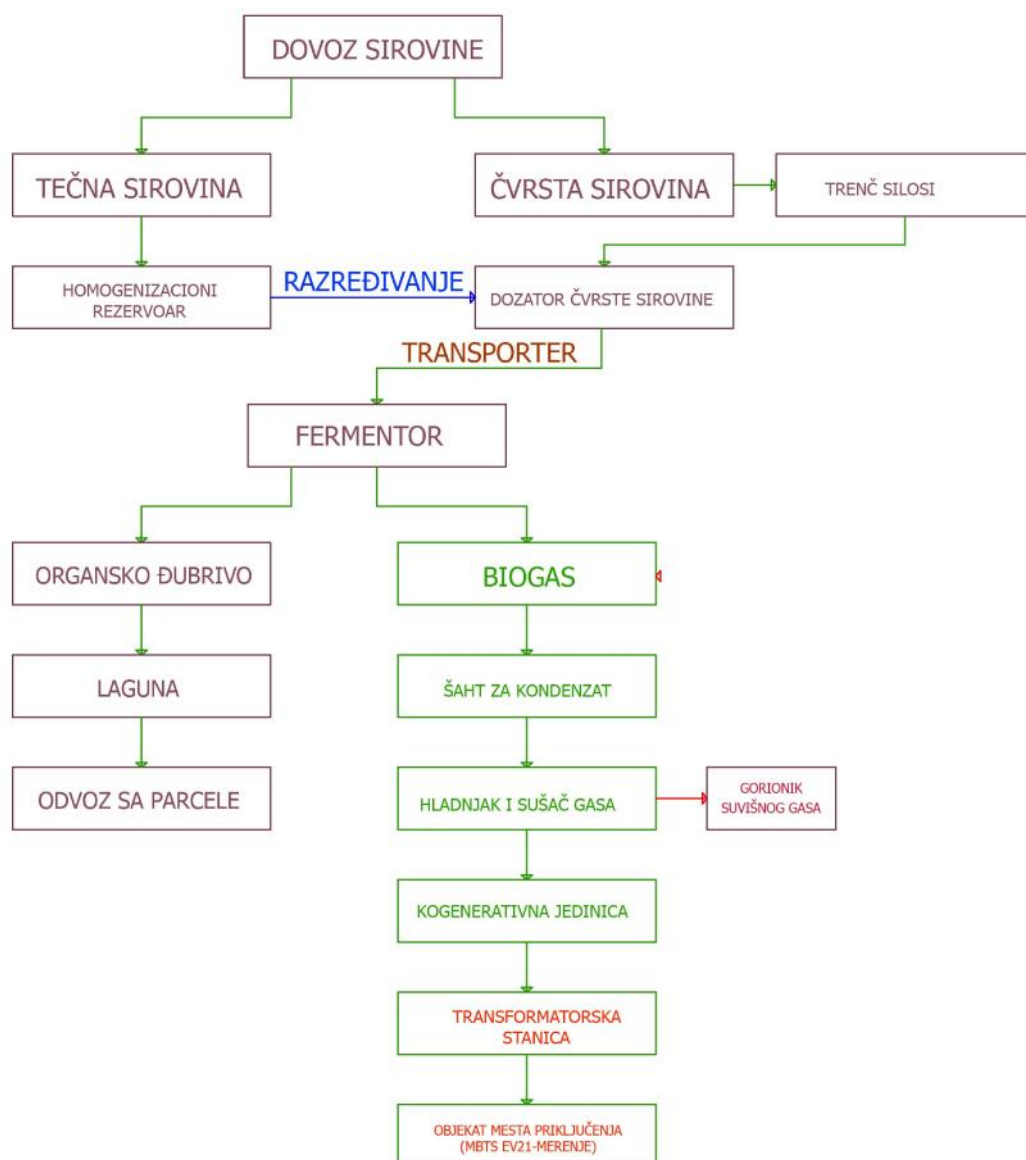 DOVOZ SIROVINE
TEČNA SIROVINA
ČVRSTA SIROVINA
TRENČ SILOSI
HOMOGENIZACIONI
REZERVOAR
RAZREĐIVANJE
DOZATOR ČVRSTE SIROVINE
TRANSPORTER
FERMENTOR
ORGANSKO ĐUBRIVO
BIOGAS
LAGUNA
ŠAHT ZA KONDENZAT
ODVOZ SA PARCELE
HLADNJAK I SUŠAČ GASA
GORIONIK
SUVIŠNOG GASA
KOGENERATIVNA JEDINICA
TRANSFORMATORSKA
STANICA
OBJEKAT MESTA PRIKLJUČENJA
(MBTS EV21-MERENJE)